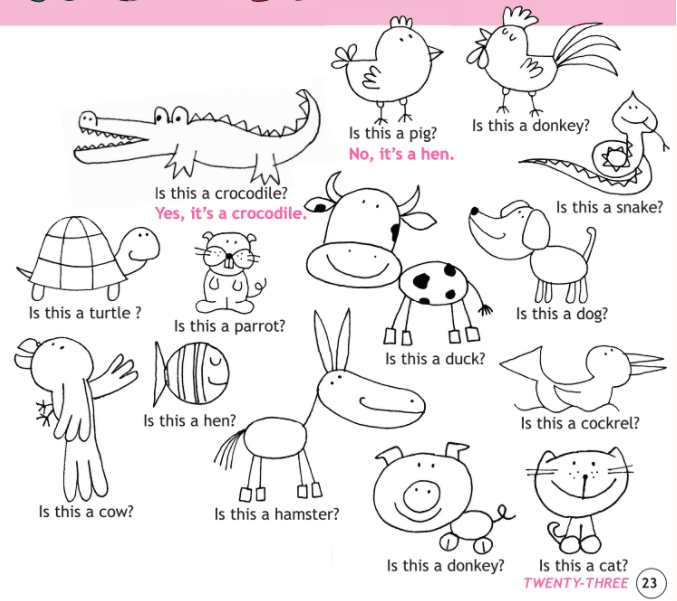 Is this a pig?
No, it's a hen.
Is this a donkey?
Is this a crocodile?
Yes, it's a crocodile.
Is this a snake?
Is this a turtle ?
Is this a parrot?
Is this a dog?
Is this a duck?
Is this a hen?
Is this a cockrel?
Is this a cow?
Is this a hamster?
Is this a donkey?
Is this a cat?
TWENTY-THREE 23